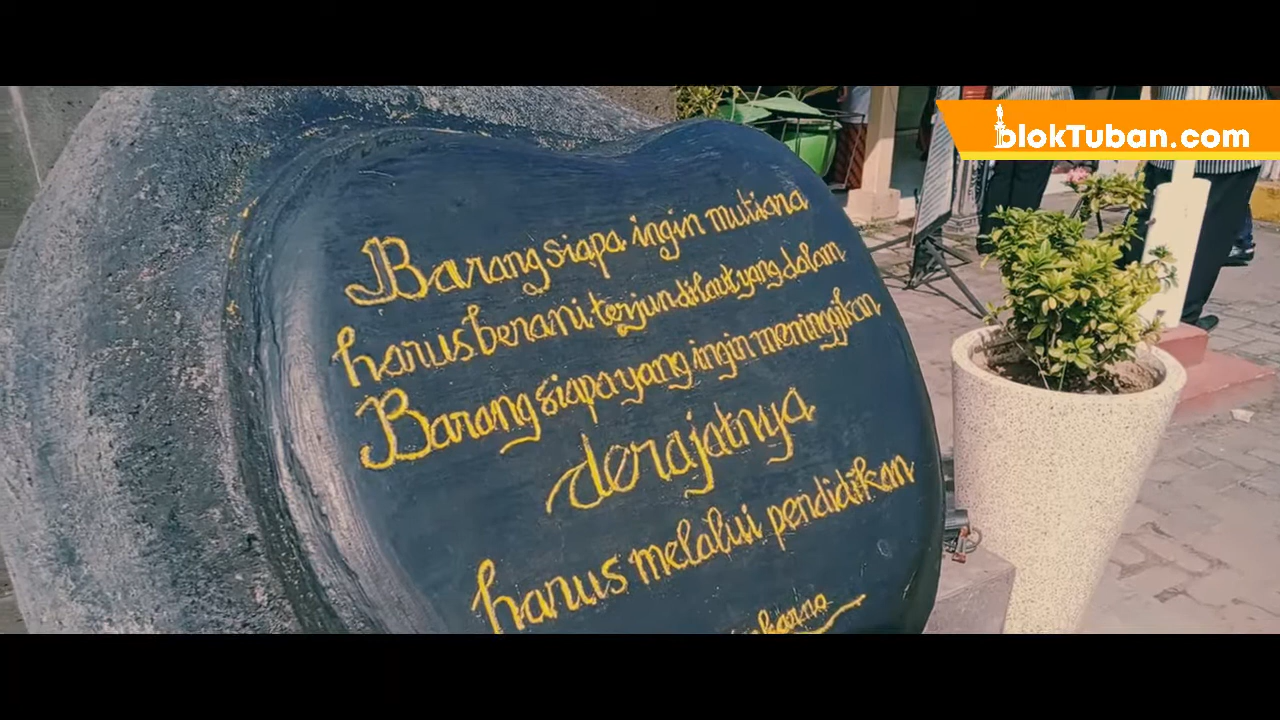 blokTuban.com
Barang siapa ingin mutiara
harus berani terjun di laut yang dalam
Barang siapa yang ingin meninggikan
derajatnya
harus melalui pendidikan